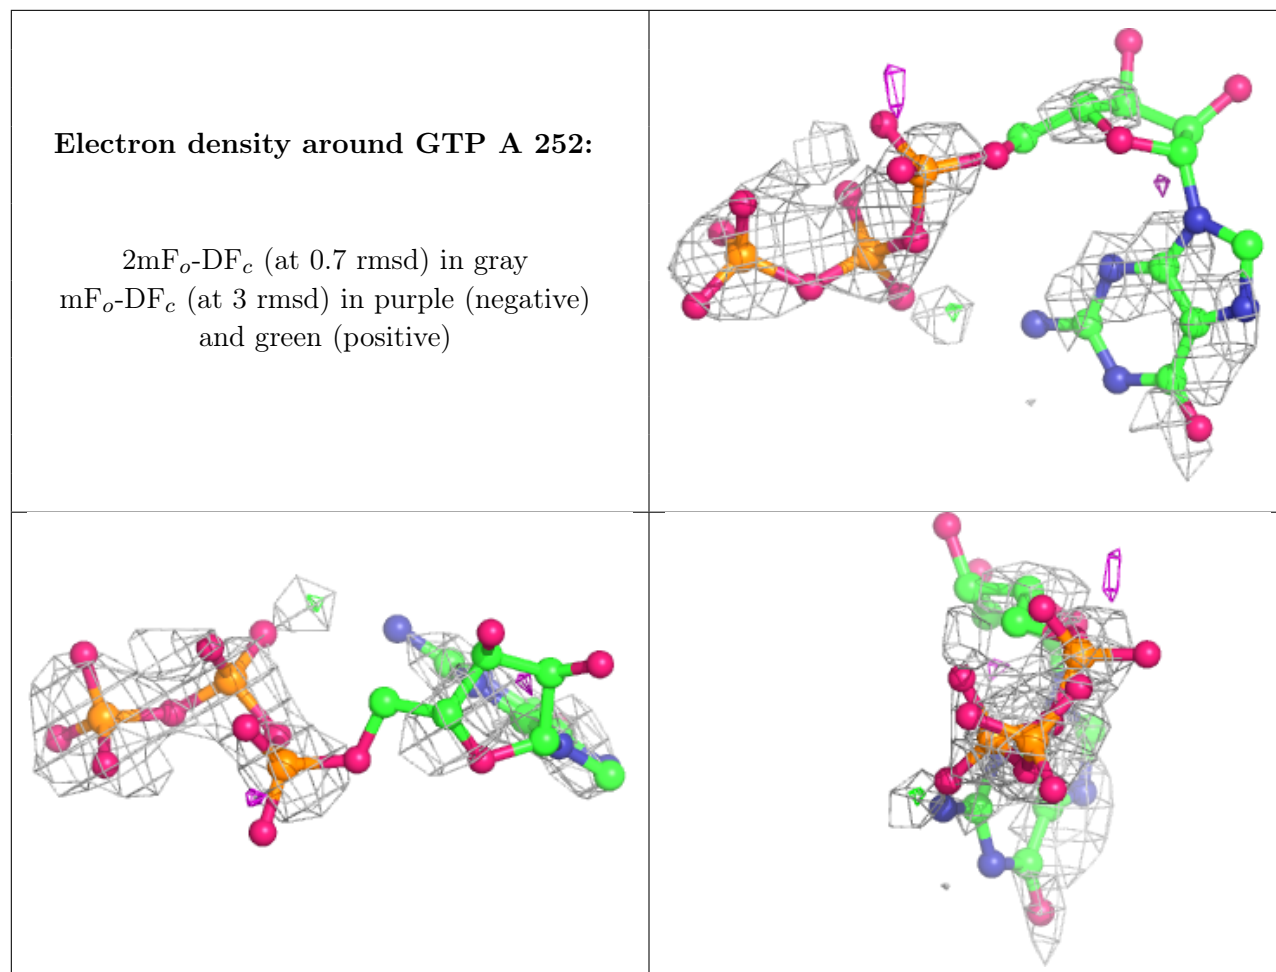 Electron density around GTP A 252:
2mFo-DFc (at 0.7 rmsd) in gray
mFo-DFc (at 3 rmsd) in purple (negative)
and green (positive)